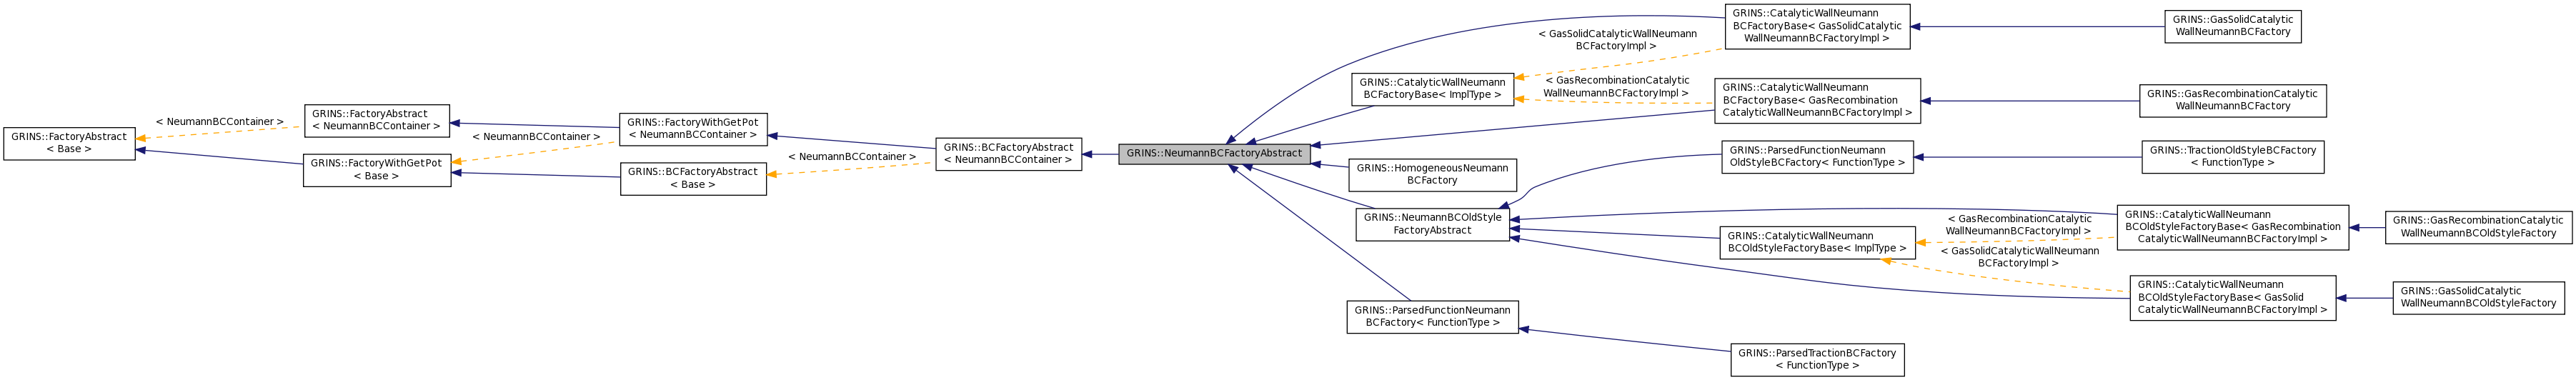 GRINS::FactoryAbstract
< Base >
< NeumannBCContainer >
GRINS::FactoryAbstract
< NeumannBCContainer >
GRINS::FactoryWithGetPot
< Base >
< NeumannBCContainer >
GRINS::FactoryWithGetPot
< NeumannBCContainer >
GRINS::BCFactoryAbstract
< Base >
< NeumannBCContainer >
GRINS::BCFactoryAbstract
< NeumannBCContainer >
GRINS::NeumannBCFactoryAbstract
GRINS::CatalyticWallNeumann
BCFactoryBase< ImplType >
GRINS::HomogeneousNeumann
BCFactory
GRINS::NeumannBCOldStyle
FactoryAbstract
GRINS::ParsedFunctionNeumann
BCFactory< FunctionType >
< GasSolidCatalyticWallNeumann
BCFactoryImpl >
< GasRecombinationCatalytic
WallNeumannBCFactoryImpl >
GRINS::CatalyticWallNeumann
BCFactoryBase< GasSolidCatalytic
WallNeumannBCFactoryImpl >
GRINS::CatalyticWallNeumann
BCFactoryBase< GasRecombination
CatalyticWallNeumannBCFactoryImpl >
GRINS::ParsedFunctionNeumann
OldStyleBCFactory< FunctionType >
GRINS::CatalyticWallNeumann
BCOldStyleFactoryBase< ImplType >
GRINS::ParsedTractionBCFactory
< FunctionType >
< GasRecombinationCatalytic
WallNeumannBCFactoryImpl >
< GasSolidCatalyticWallNeumann
BCFactoryImpl >
GRINS::GasSolidCatalytic
WallNeumannBCFactory
GRINS::GasRecombinationCatalytic
WallNeumannBCFactory
GRINS::TractionOldStyleBCFactory
< FunctionType >
GRINS::CatalyticWallNeumann
BCOldStyleFactoryBase< GasRecombination
CatalyticWallNeumannBCFactoryImpl >
GRINS::CatalyticWallNeumann
BCOldStyleFactoryBase< GasSolid
CatalyticWallNeumannBCFactoryImpl >
GRINS::GasRecombinationCatalytic
WallNeumannBCOldStyleFactory
GRINS::GasSolidCatalytic
WallNeumannBCOldStyleFactory